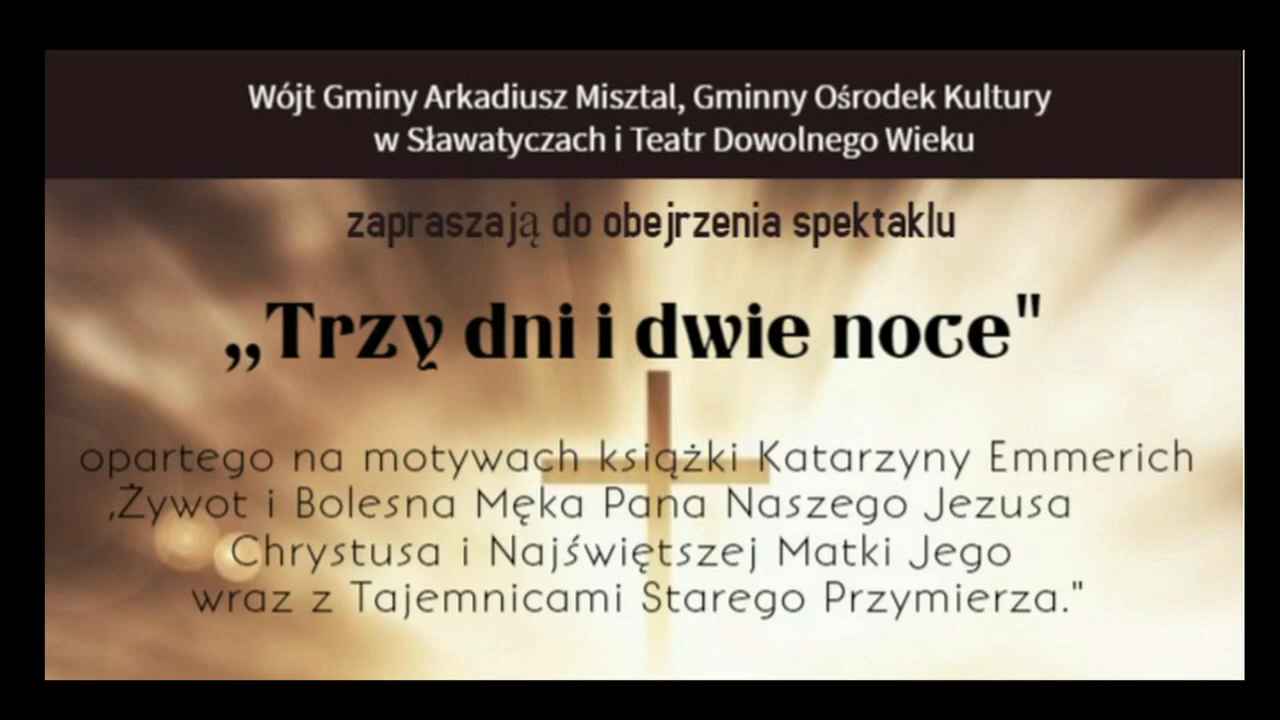 Wójt Gminy Arkadiusz Misztal, Gminny Ośrodek Kultury
w Sławatyczach i Teatr Dowolnego Wieku
zapraszają do obejrzenia spektaklu
„Trzy dni i dwie noce"
opartego na motywach książki Katarzyny Emmerich
‚Żywot i Bolesna Męka Pana Naszego Jezusa
Chrystusa i Najświętszej Matki Jego
wraz z Tajemnicami Starego Przymierza."